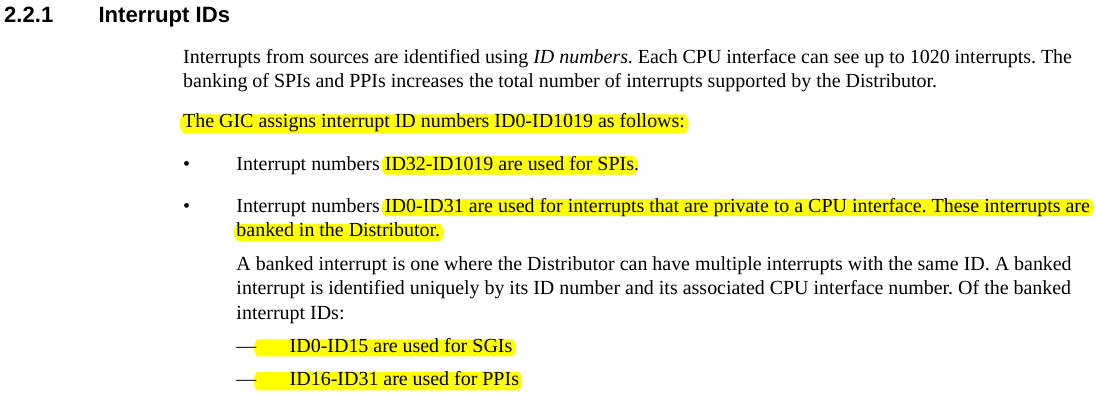 2.2.1 Interrupt IDs
Interrupts from sources are identified using ID numbers. Each CPU interface can see up to 1020 interrupts. The
banking of SPIs and PPIs increases the total number of interrupts supported by the Distributor.
The GIC assigns interrupt ID numbers ID0-ID1019 as follows:
• Interrupt numbers ID32-ID1019 are used for SPIs.
• Interrupt numbers ID0-ID31 are used for interrupts that are private to a CPU interface. These interrupts are
banked in the Distributor.
A banked interrupt is one where the Distributor can have multiple interrupts with the same ID. A banked
interrupt is identified uniquely by its ID number and its associated CPU interface number. Of the banked
interrupt IDs:
— ID0-ID15 are used for SGIs
— ID16-ID31 are used for PPIs